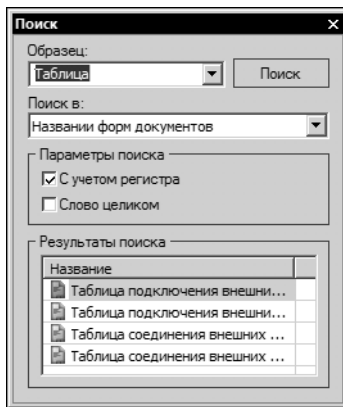 Поиск
Образец:
Таблица
Поиск
Поиск в:
Названии форм документов
Параметры поиска
С учетом регистра
Слово целиком
Результаты поиска
Название
Таблица подключения внешни...
Таблица подключения внешни...
Таблица соединения внешних ...
Таблица соединения внешних ...